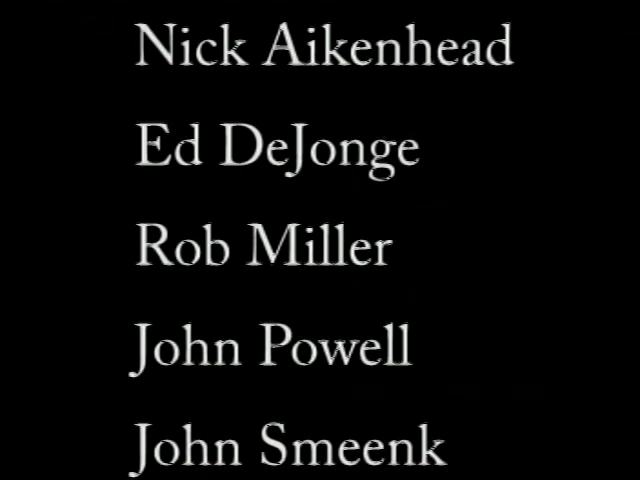 Nick Aikenhead
Ed DeJonge
Rob Miller
John Powell
John Smeenk